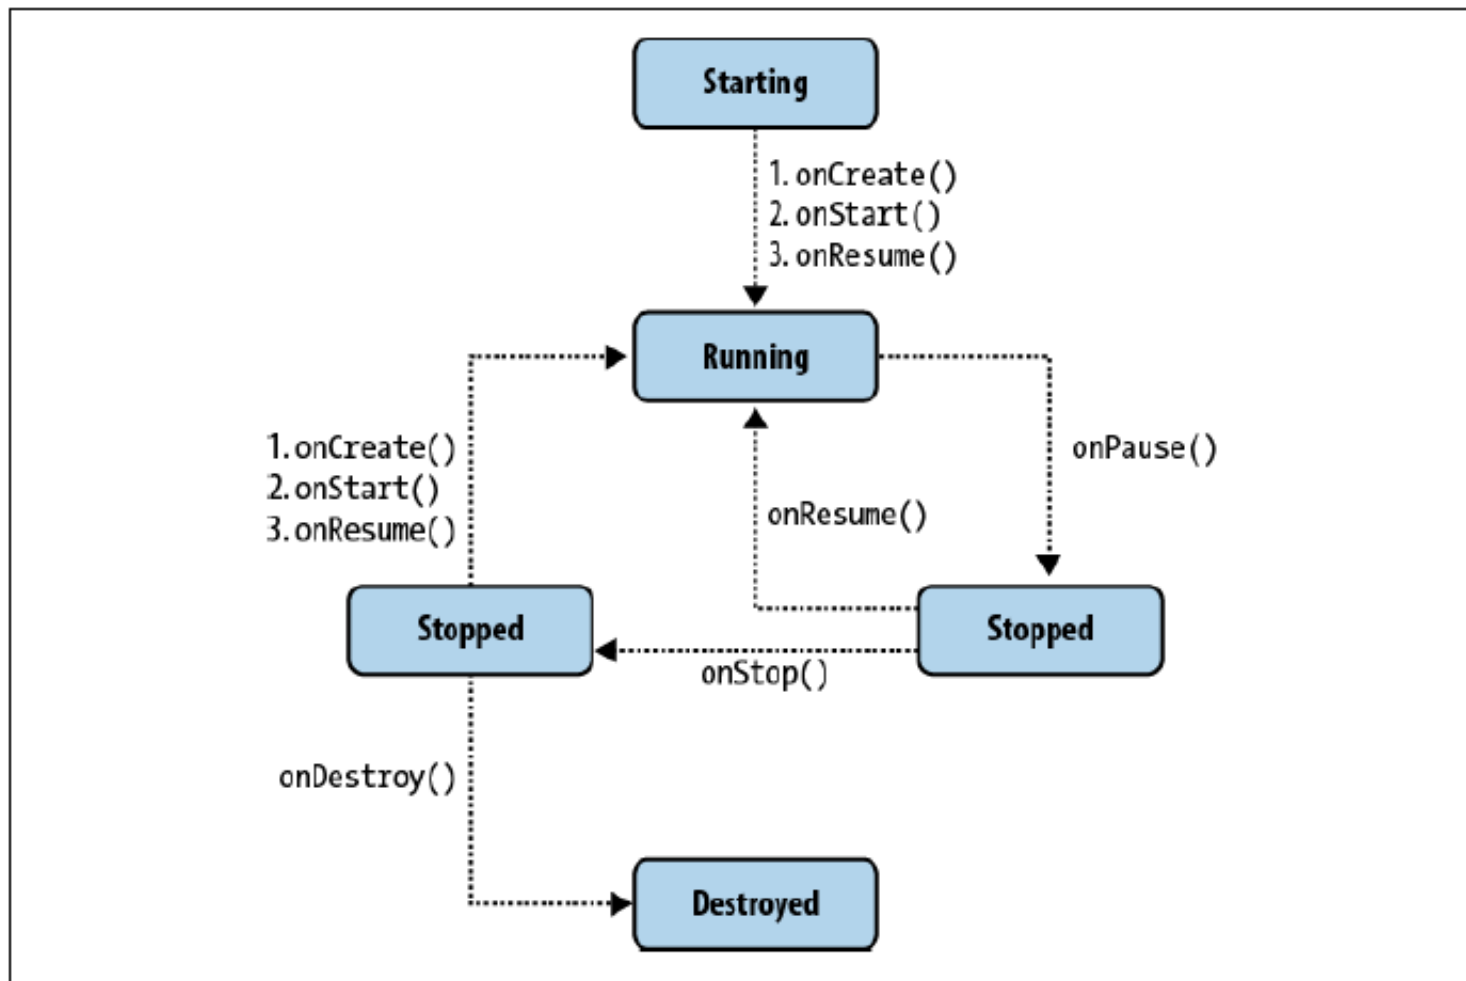 Starting
1. onCreate()
2. onStart()
3. onResume()
Running
1. onCreate()
2. onStart()
3. onResume()
onPause()
onResume()
Stopped
Stopped
onStop()
onDestroy()
Destroyed